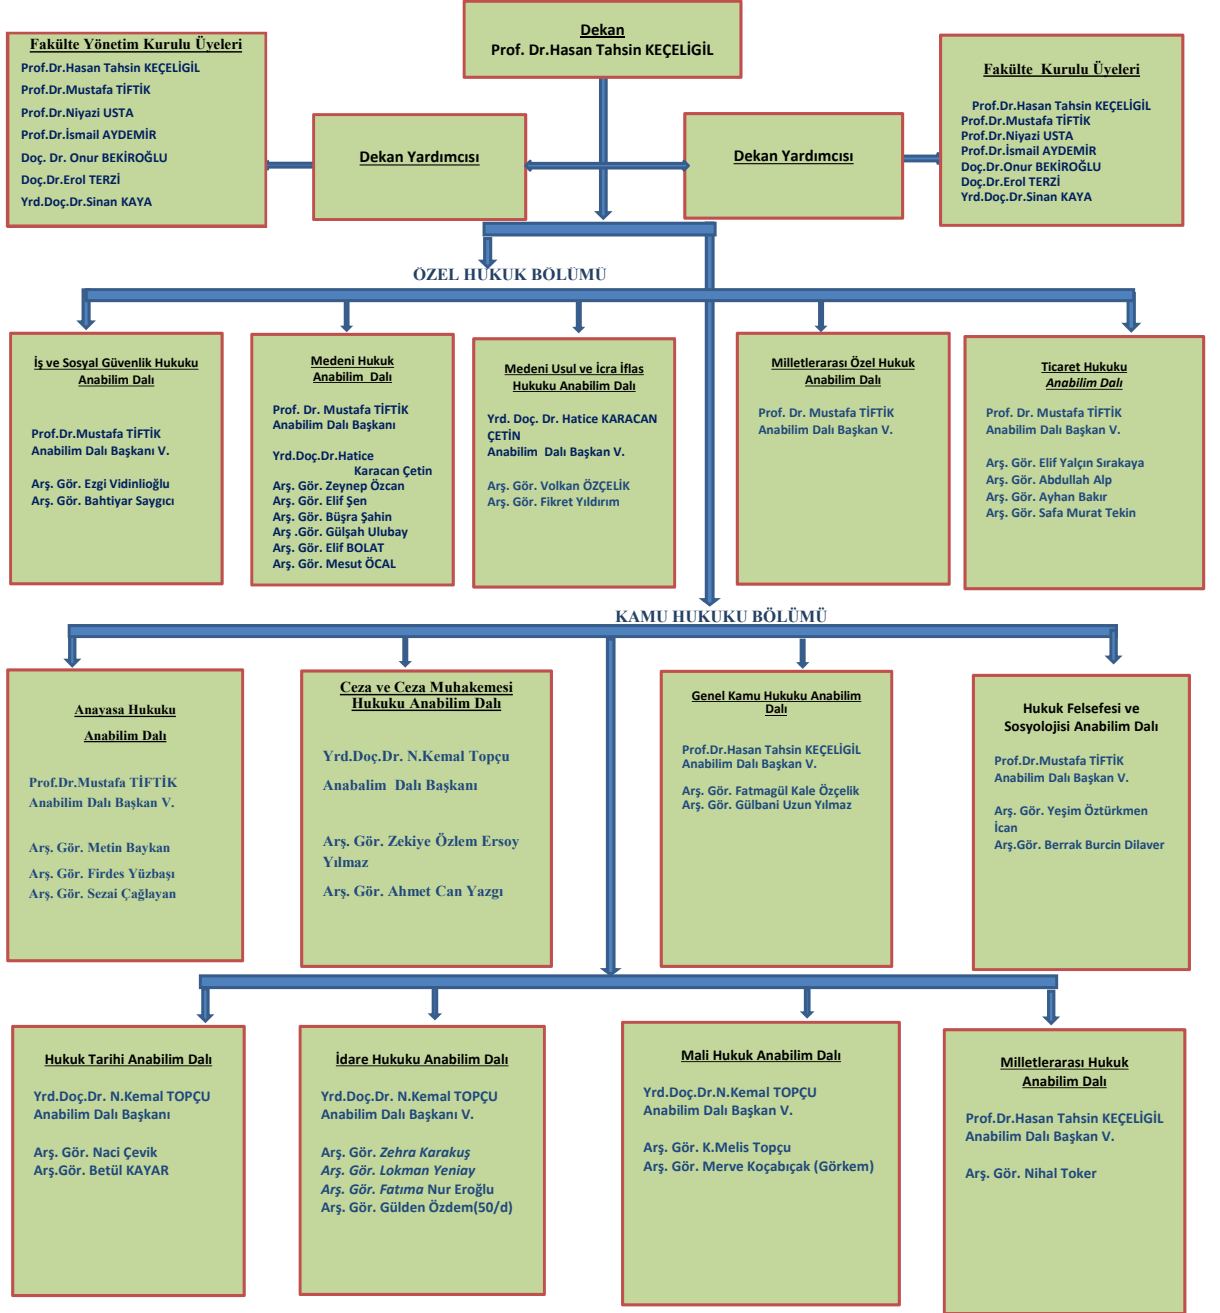 Dekan
Prof. Dr.Hasan Tahsin KEÇELİGİL
Fakülte Yönetim Kurulu Üyeleri
Prof.Dr.Hasan Tahsin KEÇELİGİL
Prof.Dr.Mustafa TİFTİK
Prof.Dr.Niyazi USTA
Prof.Dr.İsmail AYDEMİR
Doç. Dr. Onur BEKİROĞLU
Doç.Dr.Erol TERZİ
Yrd.Doç.Dr.Sinan KAYA
Dekan Yardımcısı
Dekan Yardımcısı
Fakülte  Kurulu Üyeleri
Prof.Dr.Hasan Tahsin KEÇELİGİL
Prof.Dr.Mustafa TİFTİK
Prof.Dr.Niyazi USTA
Prof.Dr.İsmail AYDEMİR
Doç.Dr.Onur BEKİROĞLU
Doç.Dr.Erol TERZİ
Yrd.Doç.Dr.Sinan KAYA
ÖZEL HUKUK BÖLÜMÜ
İş ve Sosyal Güvenlik Hukuku
Anabilim Dalı
Prof.Dr.Mustafa TİFTİK
Anabilim Dalı Başkanı V.
Arş. Gör. Ezgi Vidinlioğlu
Arş. Gör. Bahtiyar Saygıcı
Medeni Hukuk
Anabilim  Dalı
Prof. Dr. Mustafa TİFTİK
Anabilim Dalı Başkanı
Yrd.Doç.Dr.Hatice
Karacan Çetin
Arş. Gör. Zeynep Özcan
Arş. Gör. Elif Şen
Arş. Gör. Büşra Şahin
Arş .Gör. Gülşah Ulubay
Arş. Gör. Elif BOLAT
Arş. Gör. Mesut ÖCAL
Medeni Usul ve İcra İflas
Hukuku Anabilim Dalı
Yrd. Doç. Dr. Hatice KARACAN
ÇETİN
Anabilim  Dalı Başkan V.
Arş. Gör. Volkan ÖZÇELİK
Arş. Gör. Fikret Yıldırım
Milletlerarası Özel Hukuk
Anabilim Dalı
Prof. Dr. Mustafa TİFTİK
Anabilim Dalı Başkan V.
Ticaret Hukuku
Anabilim Dalı
Prof. Dr. Mustafa TİFTİK
Anabilim Dalı Başkan V.
Arş. Gör. Elif Yalçın Sırakaya
Arş. Gör. Abdullah Alp
Arş. Gör. Ayhan Bakır
Arş. Gör. Safa Murat Tekin
KAMU HUKUKU BÖLÜMÜ
Anayasa Hukuku
Anabilim Dalı
Prof.Dr.Mustafa TİFTİK
Anabilim Dalı Başkan V.
Arş. Gör. Metin Baykan
Arş. Gör. Firdes Yüzbaşı
Arş. Gör. Sezai Çağlayan
Ceza ve Ceza Muhakemesi
Hukuku Anabilim Dalı
Yrd.Doç.Dr. N.Kemal Topçu
Anabalim  Dalı Başkanı
Arş. Gör. Zekiye Özlem Ersoy
Yılmaz
Arş. Gör. Ahmet Can Yazgı
Genel Kamu Hukuku Anabilim
Dalı
Prof.Dr.Hasan Tahsin KEÇELİGİL
Anabilim Dalı Başkan V.
Arş. Gör. Fatmagül Kale Özçelik
Arş. Gör. Gülbani Uzun Yılmaz
Hukuk Felsefesi ve
Sosyolojisi Anabilim Dalı
Prof.Dr.Mustafa TİFTİK
Anabilim Dalı Başkan V.
Arş. Gör. Yeşim Öztürkmen
İcan
Arş.Gör. Berrak Burcin Dilaver
Hukuk Tarihi Anabilim Dalı
Yrd.Doç.Dr. N.Kemal TOPÇU
Anabilim Dalı Başkanı
Arş. Gör. Naci Çevik
Arş.Gör. Betül KAYAR
İdare Hukuku Anabilim Dalı
Yrd.Doç.Dr. N.Kemal TOPÇU
Anabilim Dalı Başkanı V.
Arş. Gör. Zehra Karakuş
Arş. Gör. Lokman Yeniay
Arş. Gör. Fatıma Nur Eroğlu
Arş. Gör. Gülden Özdem(50/d)
Mali Hukuk Anabilim Dalı
Yrd.Doç.Dr.N.Kemal TOPÇU
Anabilim Dalı Başkan V.
Arş. Gör. K.Melis Topçu
Arş. Gör. Merve Koçabıçak (Görkem)
Milletlerarası Hukuk
Anabilim Dalı
Prof.Dr.Hasan Tahsin KEÇELİGİL
Anabilim Dalı Başkan V.
Arş. Gör. Nihal Toker